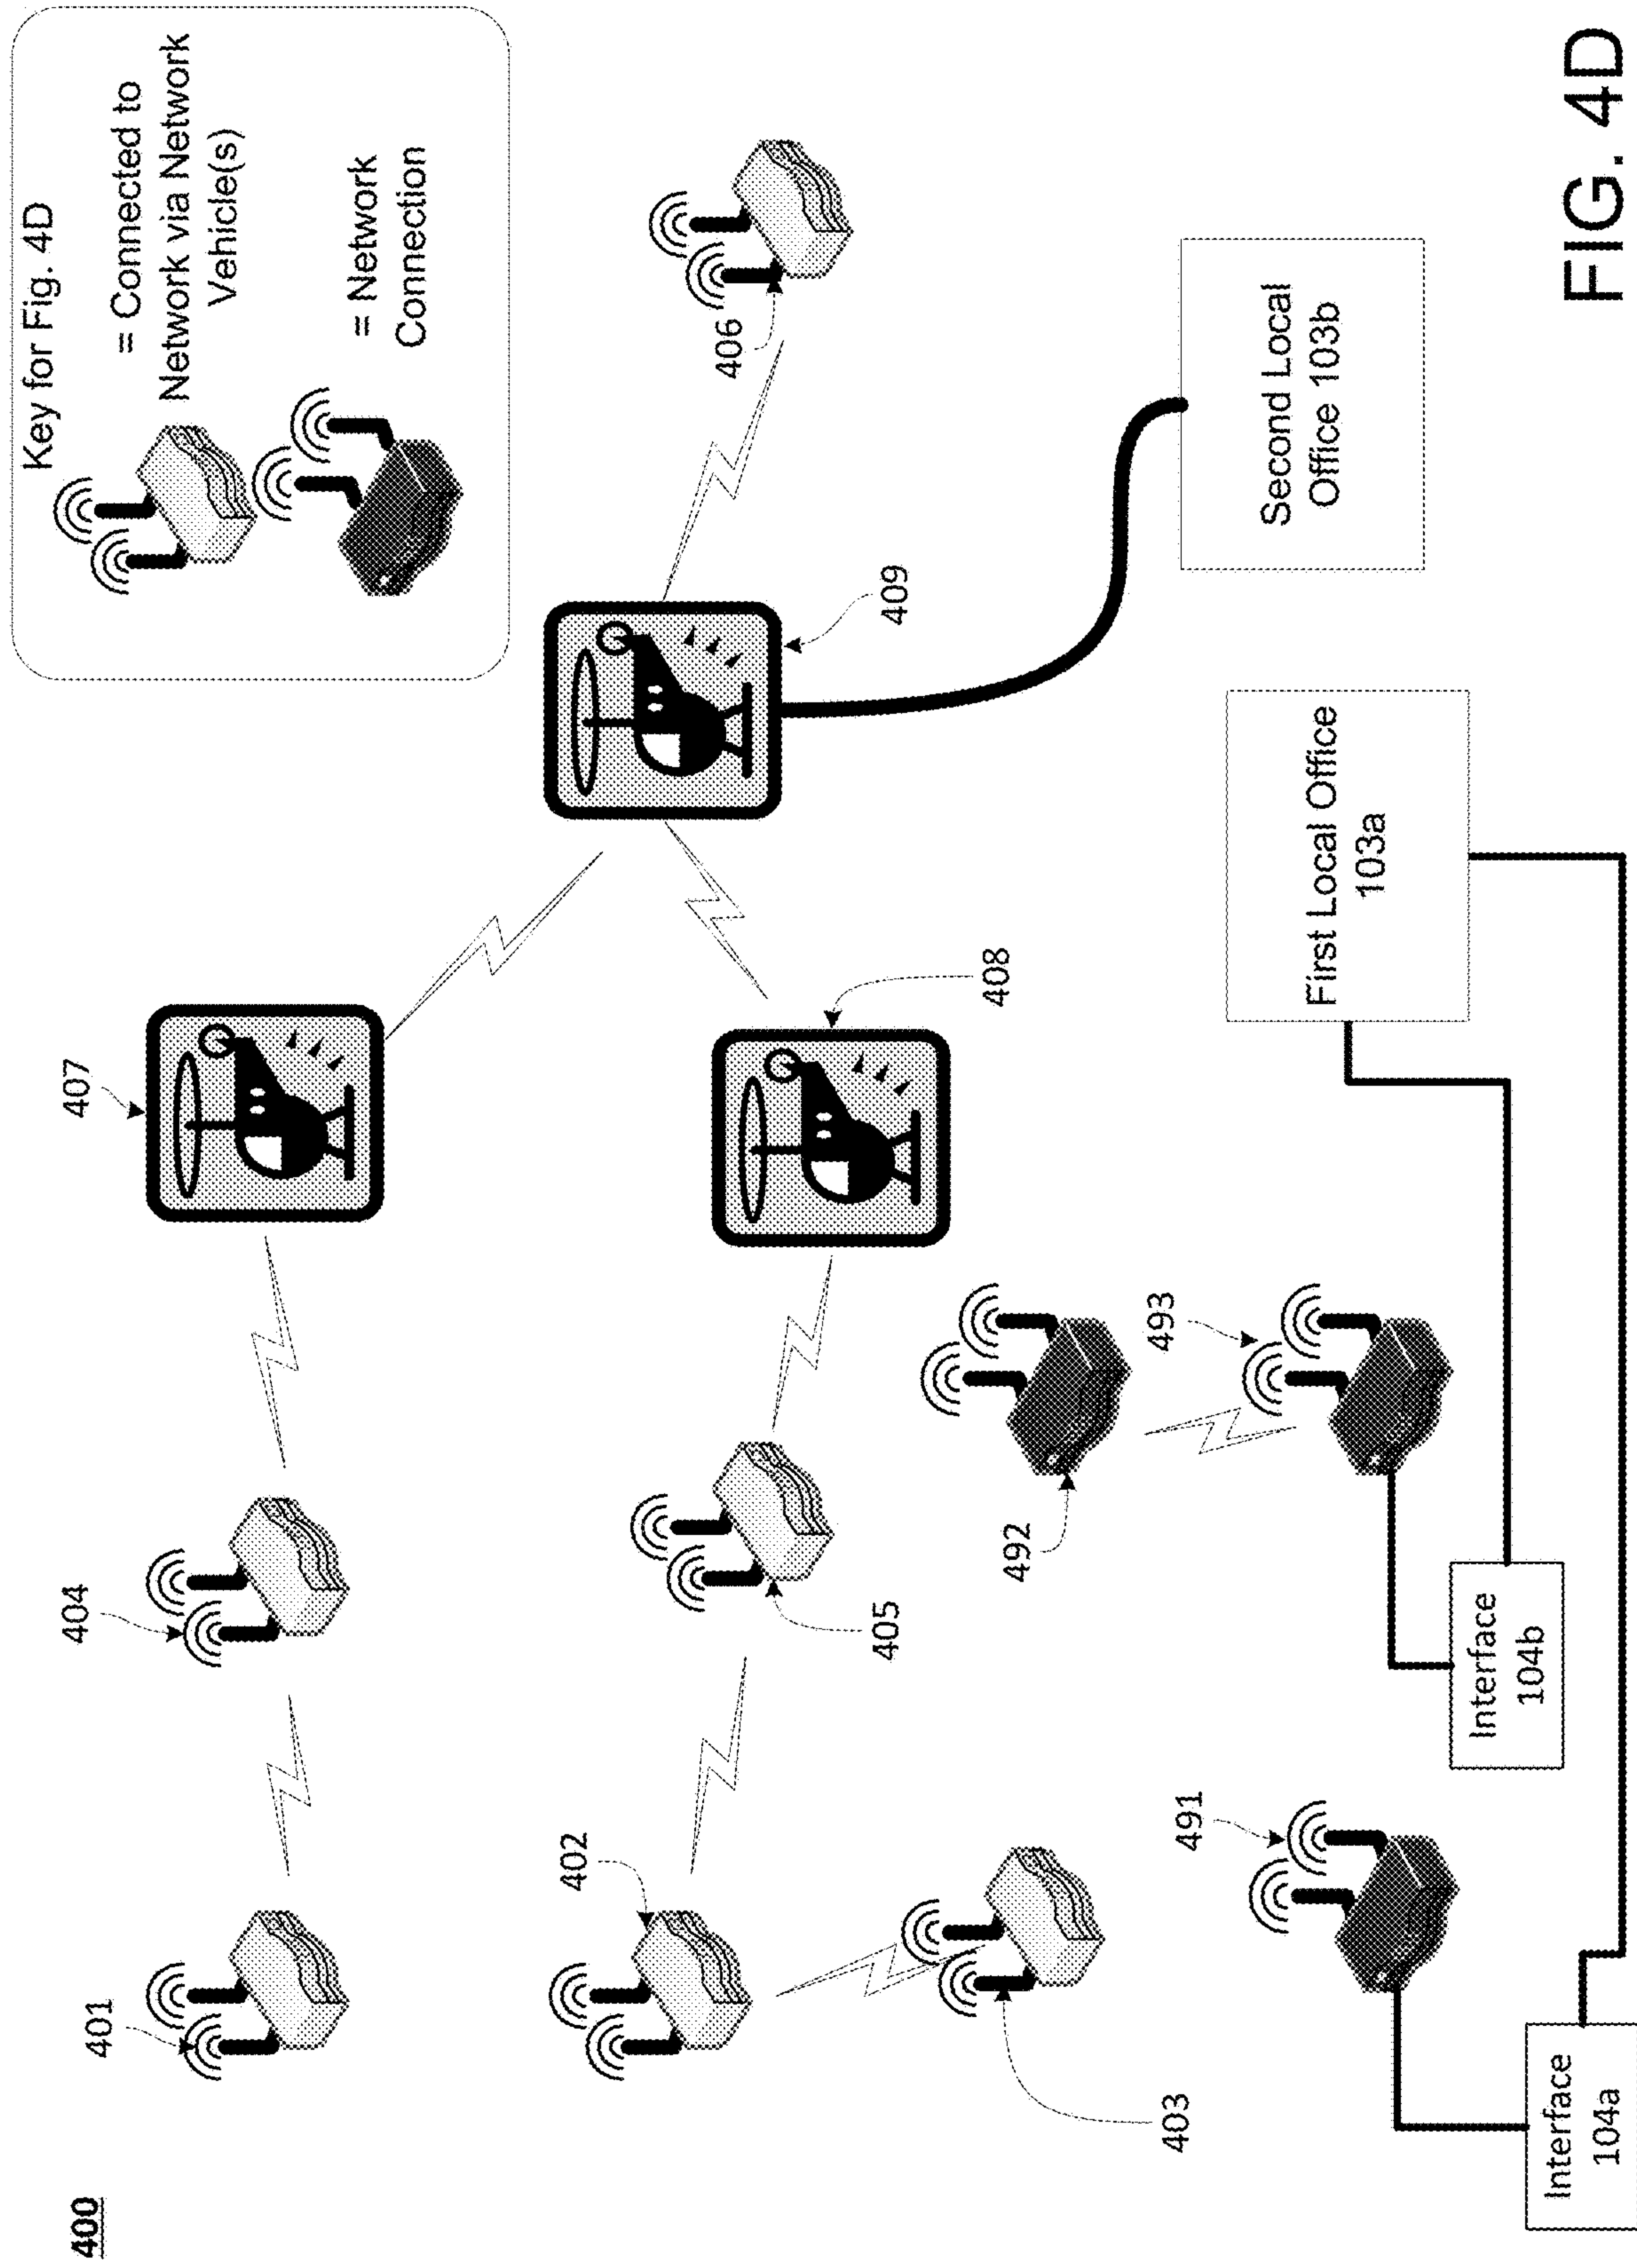 400
Key for Fig. 4D
= Connected to
Network via Network
Vehicle(s)
= Network
Connection
401
404
407
402
405
408
409
406
403
492
493
491
Interface
104a
Interface
104b
First Local Office
103a
Second Local
Office 103b
FIG. 4D